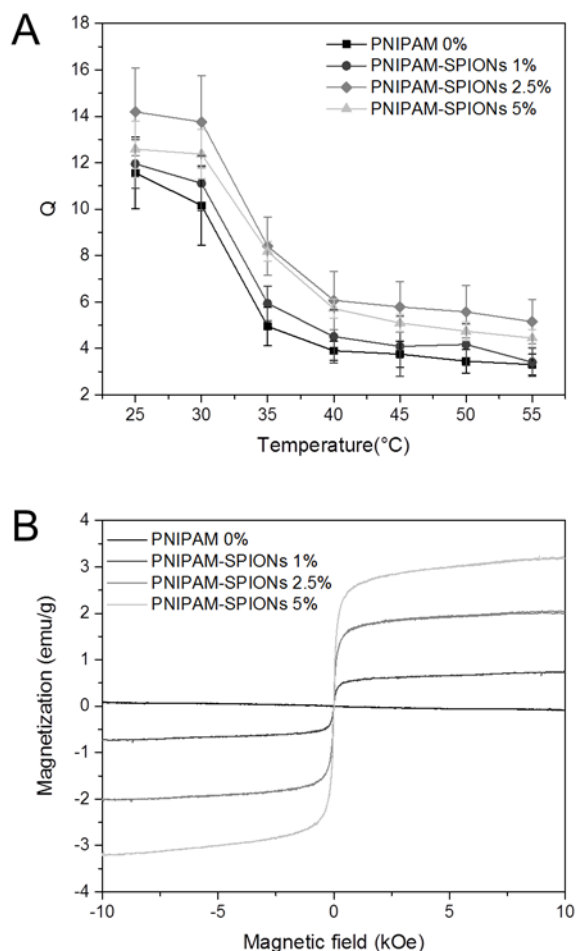 A
18
16
14
12
10
8
6
4
2
Q
PNIPAM 0%
PNIPAM-SPIONs 1%
PNIPAM-SPIONs 2.5%
PNIPAM-SPIONs 5%
25 30 35 40 45 50 55
Temperature(°C)
B
4
3
2
1
0
-1
-2
-3
-4
Magnetization (emu/g)
PNIPAM 0%
PNIPAM-SPIONs 1%
PNIPAM-SPIONs 2.5%
PNIPAM-SPIONs 5%
-10 -5 0 5 10
Magnetic field (kOe)